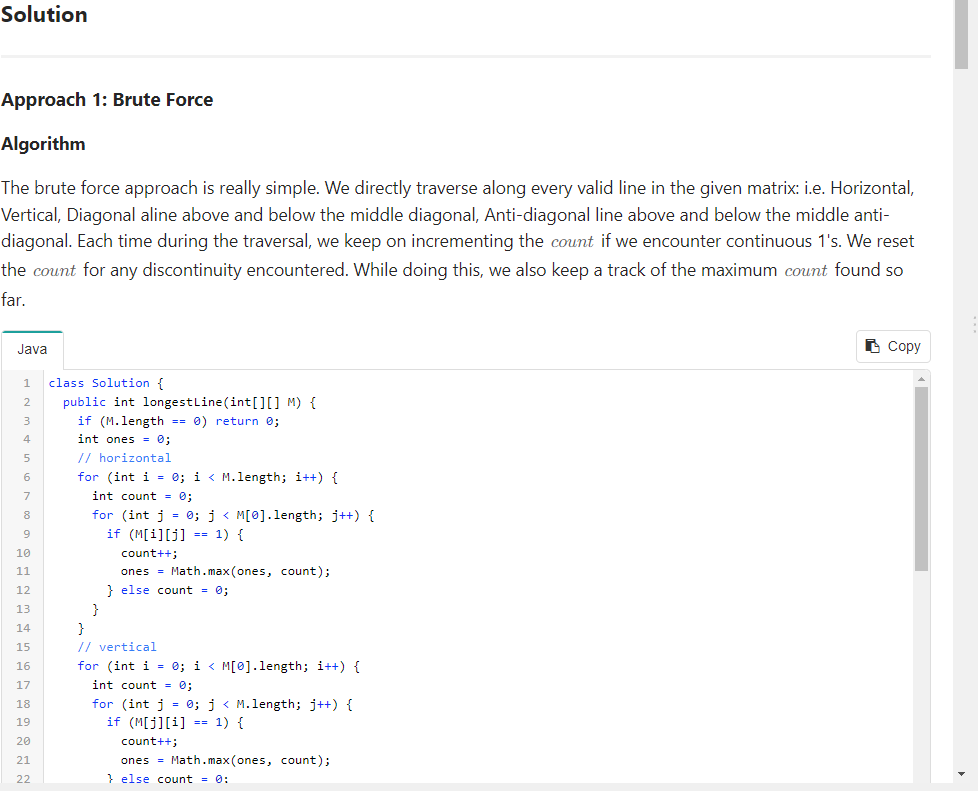 Solution
Approach 1: Brute Force
Algorithm
The brute force approach is really simple. We directly traverse along every valid line in the given matrix: i.e. Horizontal,
Vertical, Diagonal aline above and below the middle diagonal, Anti-diagonal line above and below the middle anti-
diagonal. Each time during the traversal, we keep on incrementing the count if we encounter continuous 1's. We reset
the count for any discontinuity encountered. While doing this, we also keep a track of the maximum count found so
far.
Java
Copy
1 class Solution {
2 public int longestLine(int[][] M) {
3 if (M.length == 0) return 0;
4 int ones = 0;
5 // horizontal
6 for (int i = 0; i < M.length; i++) {
7 int count = 0;
8 for (int j = 0; j < M[0].length; j++) {
9 if (M[i][j] == 1) {
10 count++;
11 ones = Math.max(ones, count);
12 } else count = 0;
13 }
14 }
15 // vertical
16 for (int i = 0; i < M[0].length; i++) {
17 int count = 0;
18 for (int j = 0; j < M.length; j++) {
19 if (M[j][i] == 1) {
20 count++;
21 ones = Math.max(ones, count);
22 } else count = 0;